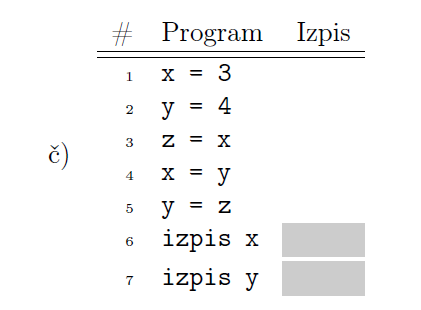 # Program Izpis
1 x = 3
2 y = 4
3 z = x
č)
4 x = y
5 y = z
6 izpis x
7 izpis y